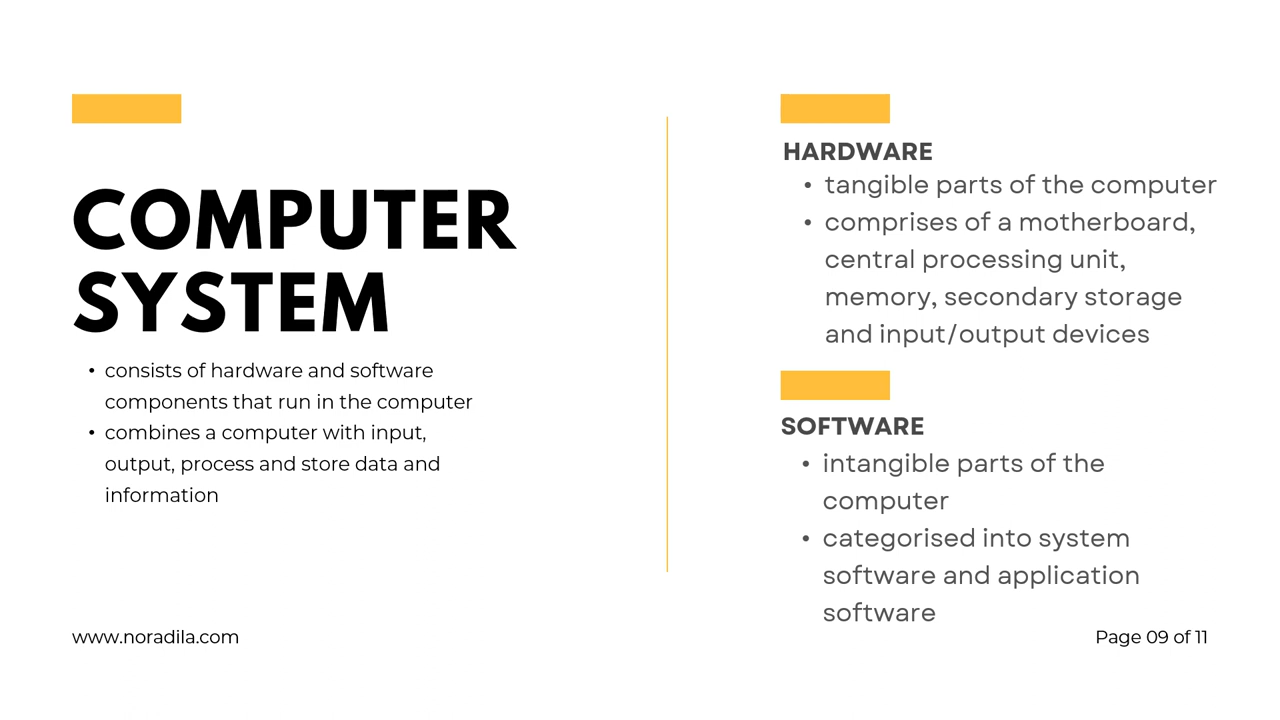 COMPUTER
SYSTEM
• consists of hardware and software
components that run in the computer
• combines a computer with input,
output, process and store data and
information
www.noradila.com
HARDWARE
• tangible parts of the computer
• comprises of a motherboard,
central processing unit,
memory, secondary storage
and input/output devices
SOFTWARE
• intangible parts of the
computer
• categorised into system
software and application
software
Page 09 of 11